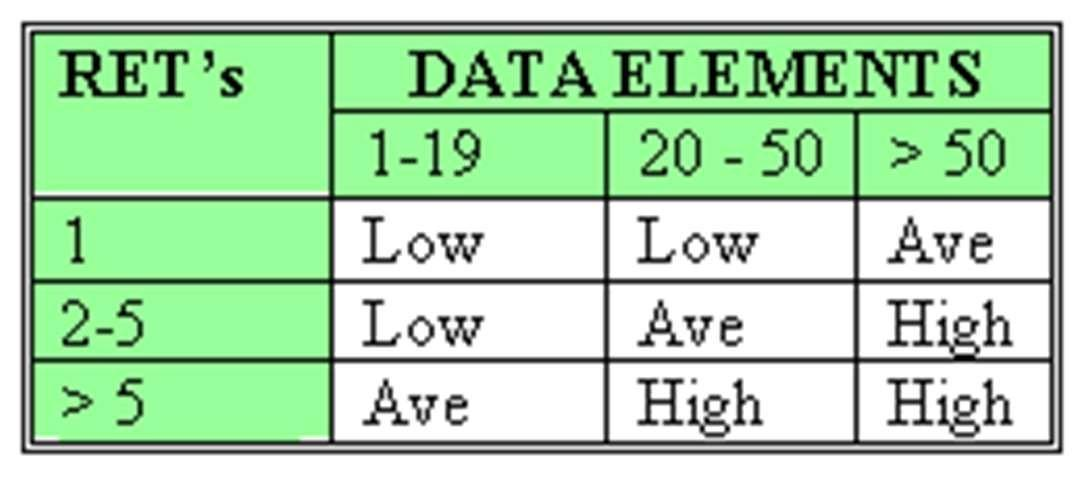 RET’s DATA ELEMENTS
1-19 20 - 50 > 50
1 Low Low Ave
2-5 Low Ave High
> 5 Ave High High